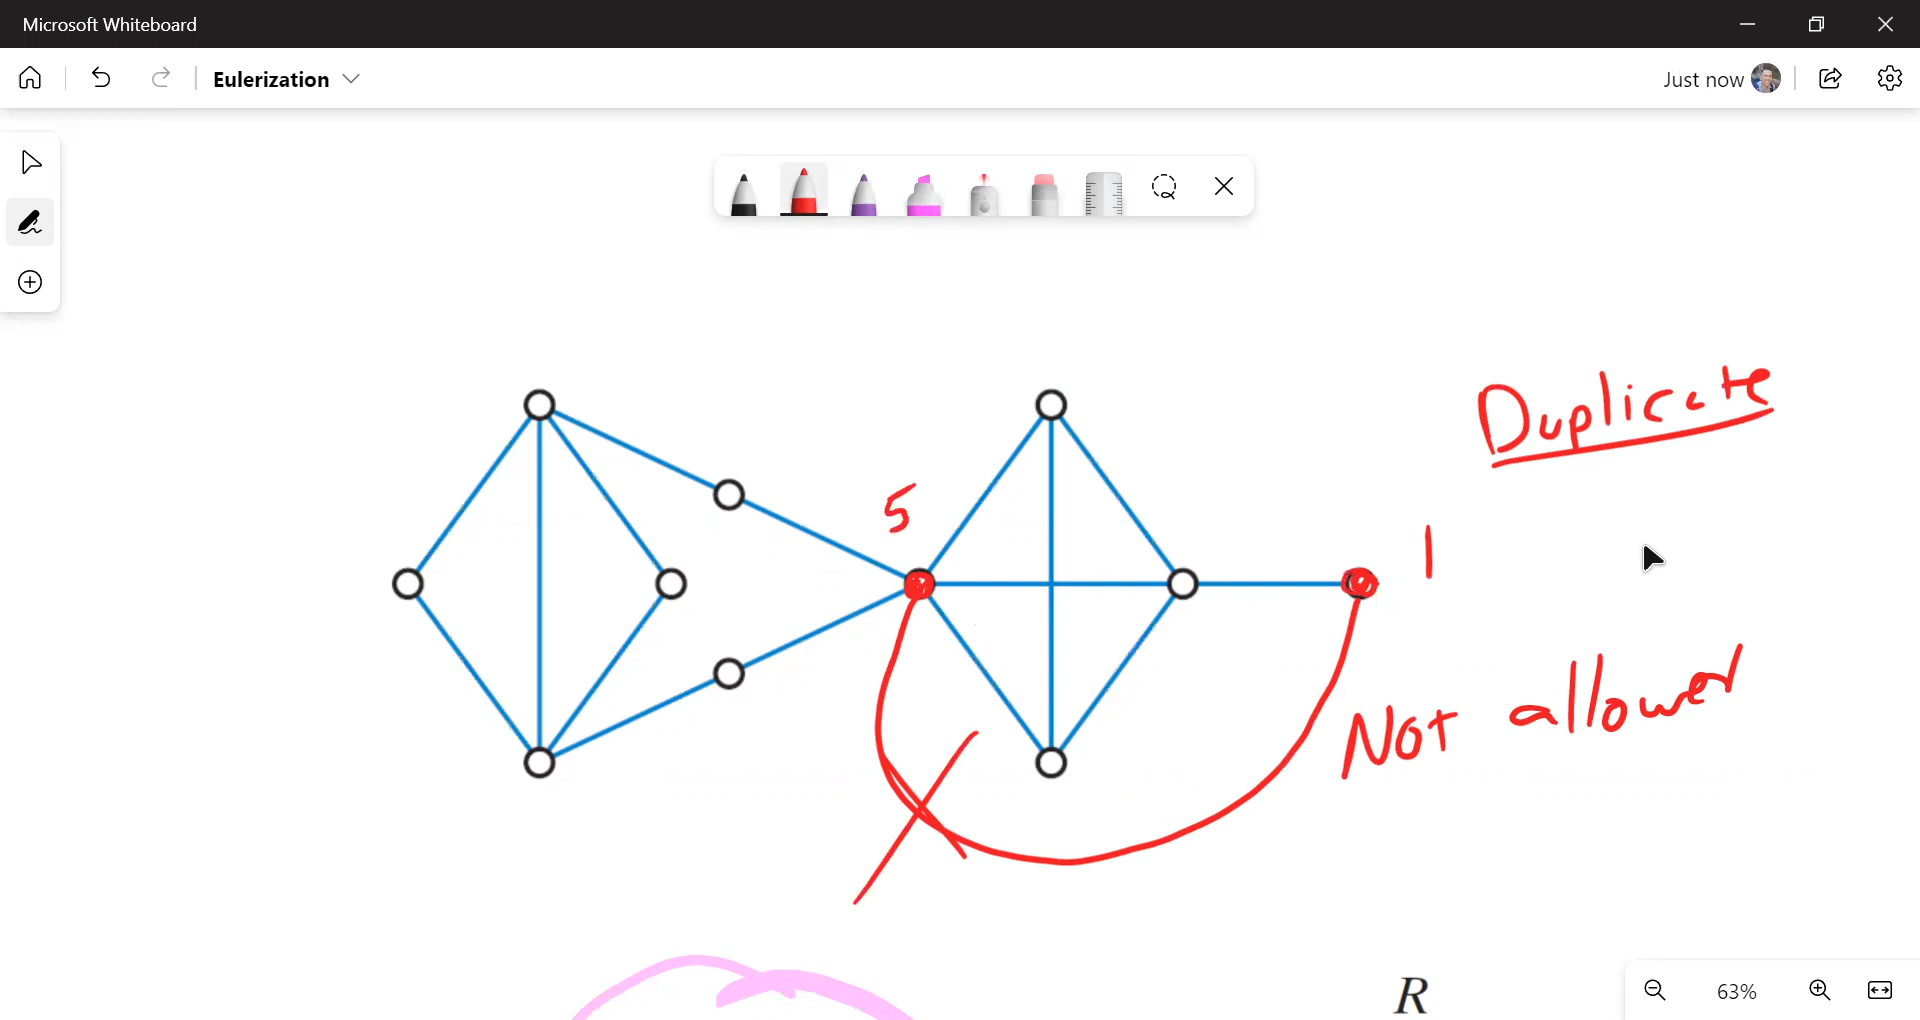 Microsoft Whiteboard
Eulerization
Just now
Duplicate
5
1
Not allowed
R
63%